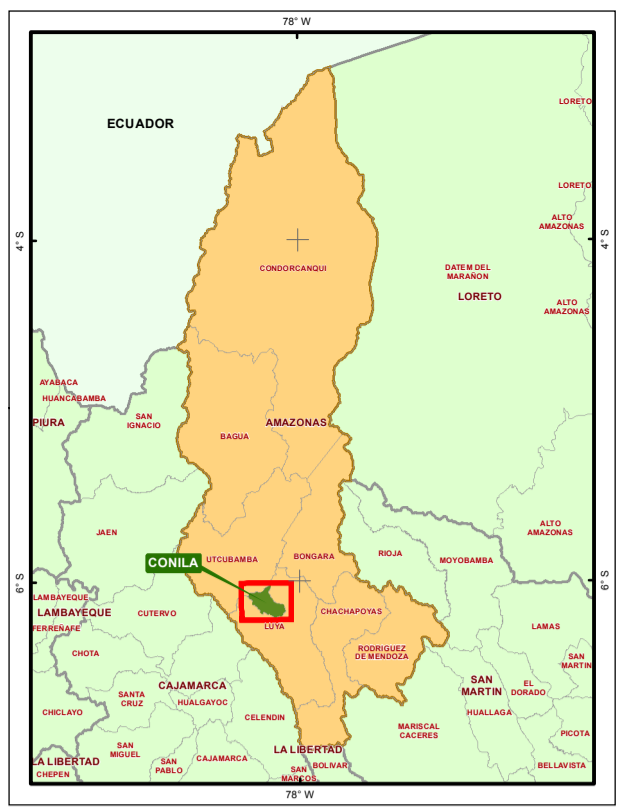 78° W
ECUADOR
LORETO
LORETO
ALTO
AMAZONAS
4° S
4° S
CONDORCANQUI
DATEM DEL
MARAÑON
LORETO
ALTO
AMAZONAS
AYABACA
HUANCABAMBA
PIURA
SAN
IGNACIO
AMAZONAS
BAGUA
JAEN
ALTO
AMAZONAS
UTCUBAMBA
BONGARA
RIOJA
MOYOBAMBA
CONILA
6° S
6° S
LAMBAYEQUE
LAMBAYEQUE
FERREÑAFE
CUTERVO
CHACHAPOYAS
LUYA
LAMAS
CHOTA
RODRIGUEZ
DE MENDOZA
SAN
MARTIN
CAJAMARCA
SANTA
CRUZ
HUALGAYOC
SAN
MARTIN
EL
DORADO
CHICLAYO
CELENDIN
HUALLAGA
MARISCAL
CACERES
PICOTA
SAN
MIGUEL
LA LIBERTAD
LA LIBERTAD
CHEPEN
SAN
PABLO
CAJAMARCA
SAN
MARCOS
BOLIVAR
BELLAVISTA
78° W